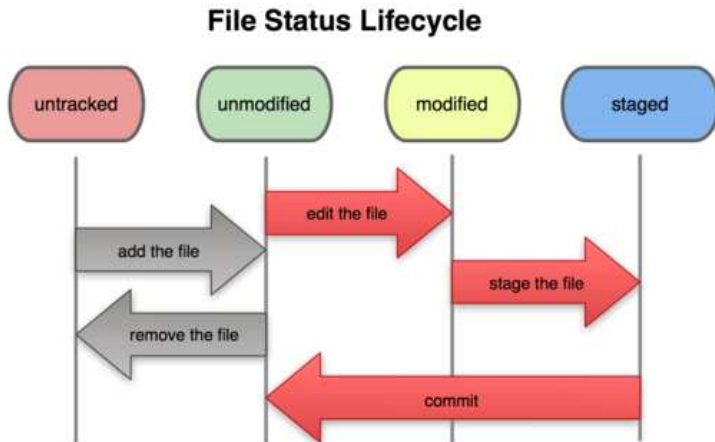 File Status Lifecycle
untracked
unmodified
modified
staged
edit the file
add the file
stage the file
remove the file
commit